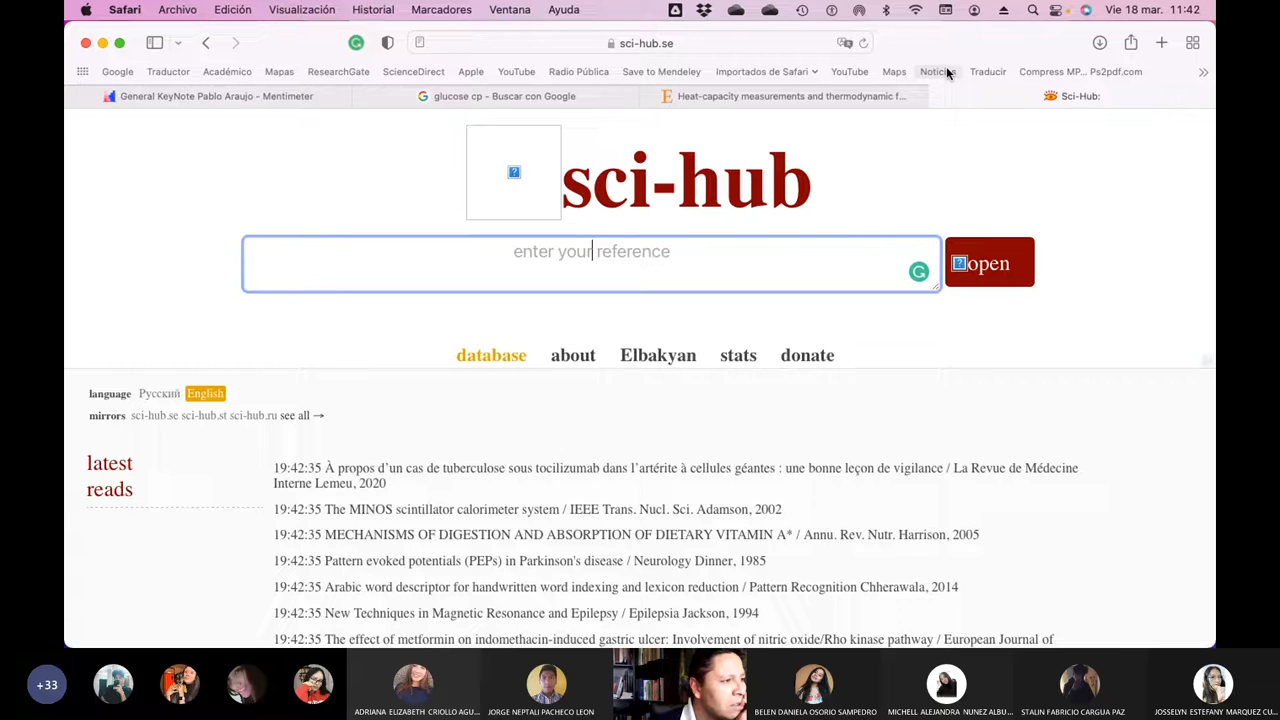 Safari Archivo Edición Visualización Historial Marcadores Ventana Ayuda Vie 18 mar. 11:42
sci-hub.se
Google Traductor Académico Mapas ResearchGate ScienceDirect Apple YouTube Radio Pública Save to Mendeley Importados de Safari YouTube Maps Traducir Compress MP... Ps2pdf.com
General KeyNote Pablo Araujo - Mentimeter glucose cp - Buscar con Google Heat-capacity measurements and thermodynamic f... Sci-Hub:
sci-hub
enter your reference
open
database about Elbakyan stats donate
language Русский English
mirrors sci-hub.se sci-hub.st sci-hub.ru see all →
latest
reads
19:42:35 À propos d'un cas de tuberculose sous tocilizumab dans l'artérite à cellules géantes : une bonne leçon de vigilance / La Revue de Médecine
Interne Lemeu, 2020
19:42:35 The MINOS scintillator calorimeter system / IEEE Trans. Nucl. Sci. Adamson, 2002
19:42:35 MECHANISMS OF DIGESTION AND ABSORPTION OF DIETARY VITAMIN A* / Annu. Rev. Nutr. Harrison, 2005
19:42:35 Pattern evoked potentials (PEPs) in Parkinson's disease / Neurology Dinner, 1985
19:42:35 Arabic word descriptor for handwritten word indexing and lexicon reduction / Pattern Recognition Chherawala, 2014
19:42:35 New Techniques in Magnetic Resonance and Epilepsy / Epilepsia Jackson, 1994
19:42:35 The effect of metformin on indomethacin-induced gastric ulcer: Involvement of nitric oxide/Rho kinase pathway / European Journal of
+33
ADRIANA ELIZABETH CRIOLLO AGU... JORGE NEPTALI PACHECO LEON BELEN DANIELA OSORIO SAMPEDRO MICHELL ALEJANDRA NUNEZ ALBU... STALIN FABRICIO CARGUA PAZ JOSSELYN ESTEFANY MARQUEZ CU...